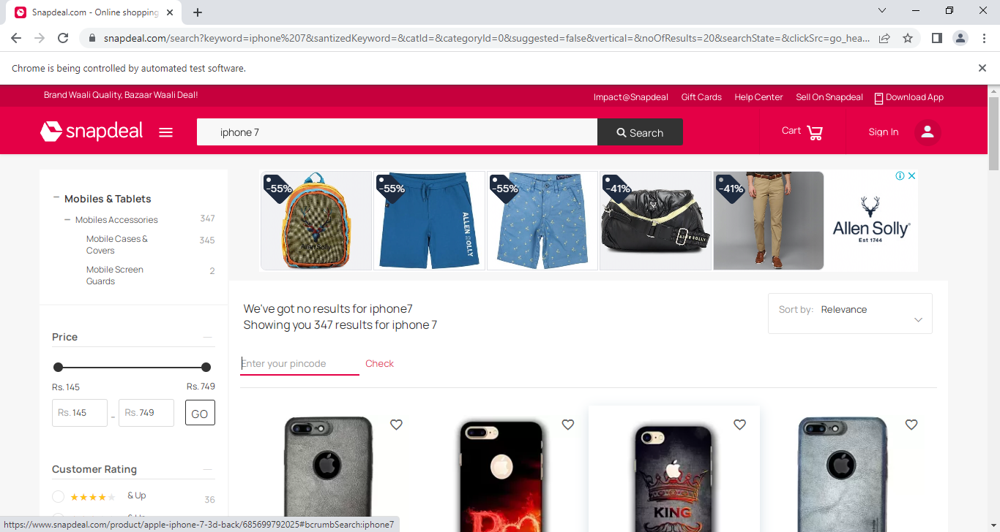 Snapdeal.com - Online shopping
snapdeal.com/search?keyword=iphone%207&santizedKeyword=&catId=&categoryId=0&suggested=false&vertical=&noOfResults=20&searchState=&clickSrc=go_hea...
Chrome is being controlled by automated test software.
Brand Waali Quality, Bazaar Waali Deal!
Impact@Snapdeal Gift Cards Help Center Sell On Snapdeal Download App
snapdeal
iphone 7
Search
Cart
Sign In
Mobiles & Tablets
Mobiles Accessories 347
Mobile Cases & 345
Covers
Mobile Screen 2
Guards
-55% -55% -55% -41% -41%
Allen Solly
ALLEN SOLLY
ALLEN SOLLY
Allen Solly
Est 1744
We've got no results for iphone7
Showing you 347 results for iphone 7
Sort by: Relevance
Enter your pincode Check
Price
Rs. 145 Rs. 749
Rs. 145 - Rs. 749 GO
Customer Rating
& Up 36
KING
https://www.snapdeal.com/product/apple-iphone-7-3d-back/685699792025#bcrumbSearch:iphone7